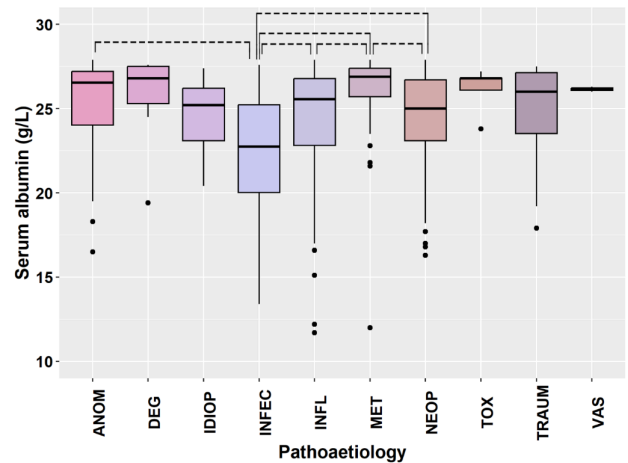 30
25
20
15
10
Serum albumin (g/L)
ANOM
DEG
IDIOP
INFEC
INFL
MET
NEOP
TOX
TRAUM
VAS
Pathoaetiology